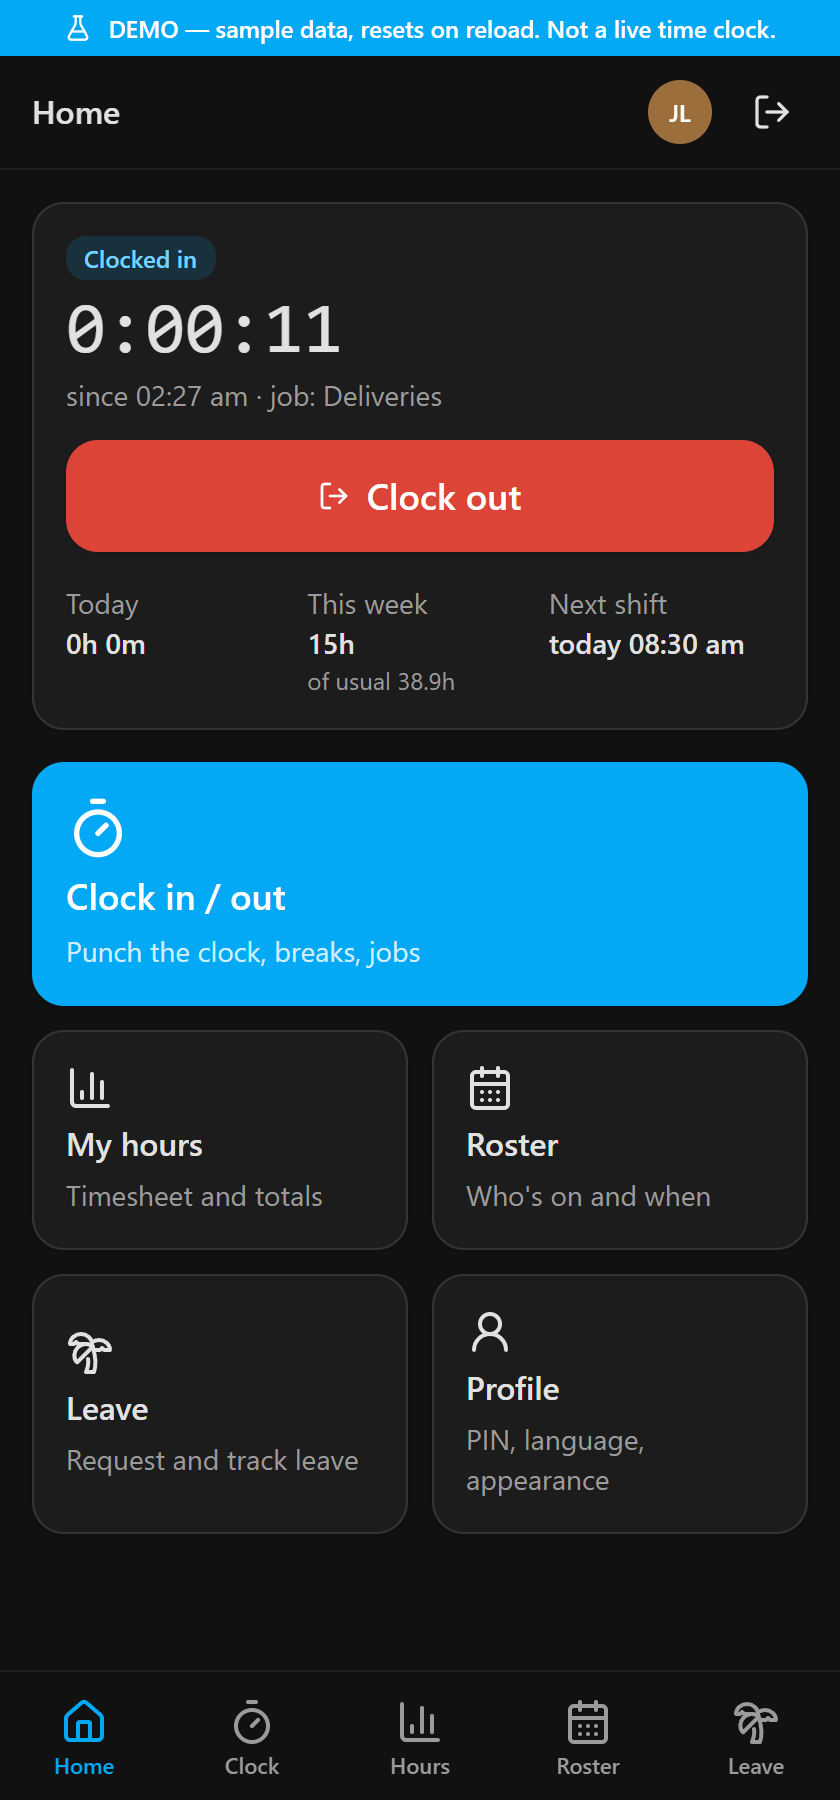 DEMO — sample data, resets on reload. Not a live time clock.
Home
JL
Clocked in
0:00:11
since 02:27 am · job: Deliveries
Clock out
Today
0h 0m
This week
15h
of usual 38.9h
Next shift
today 08:30 am
Clock in / out
Punch the clock, breaks, jobs
My hours
Timesheet and totals
Roster
Who's on and when
Leave
Request and track leave
Profile
PIN, language,
appearance
Home
Clock
Hours
Roster
Leave